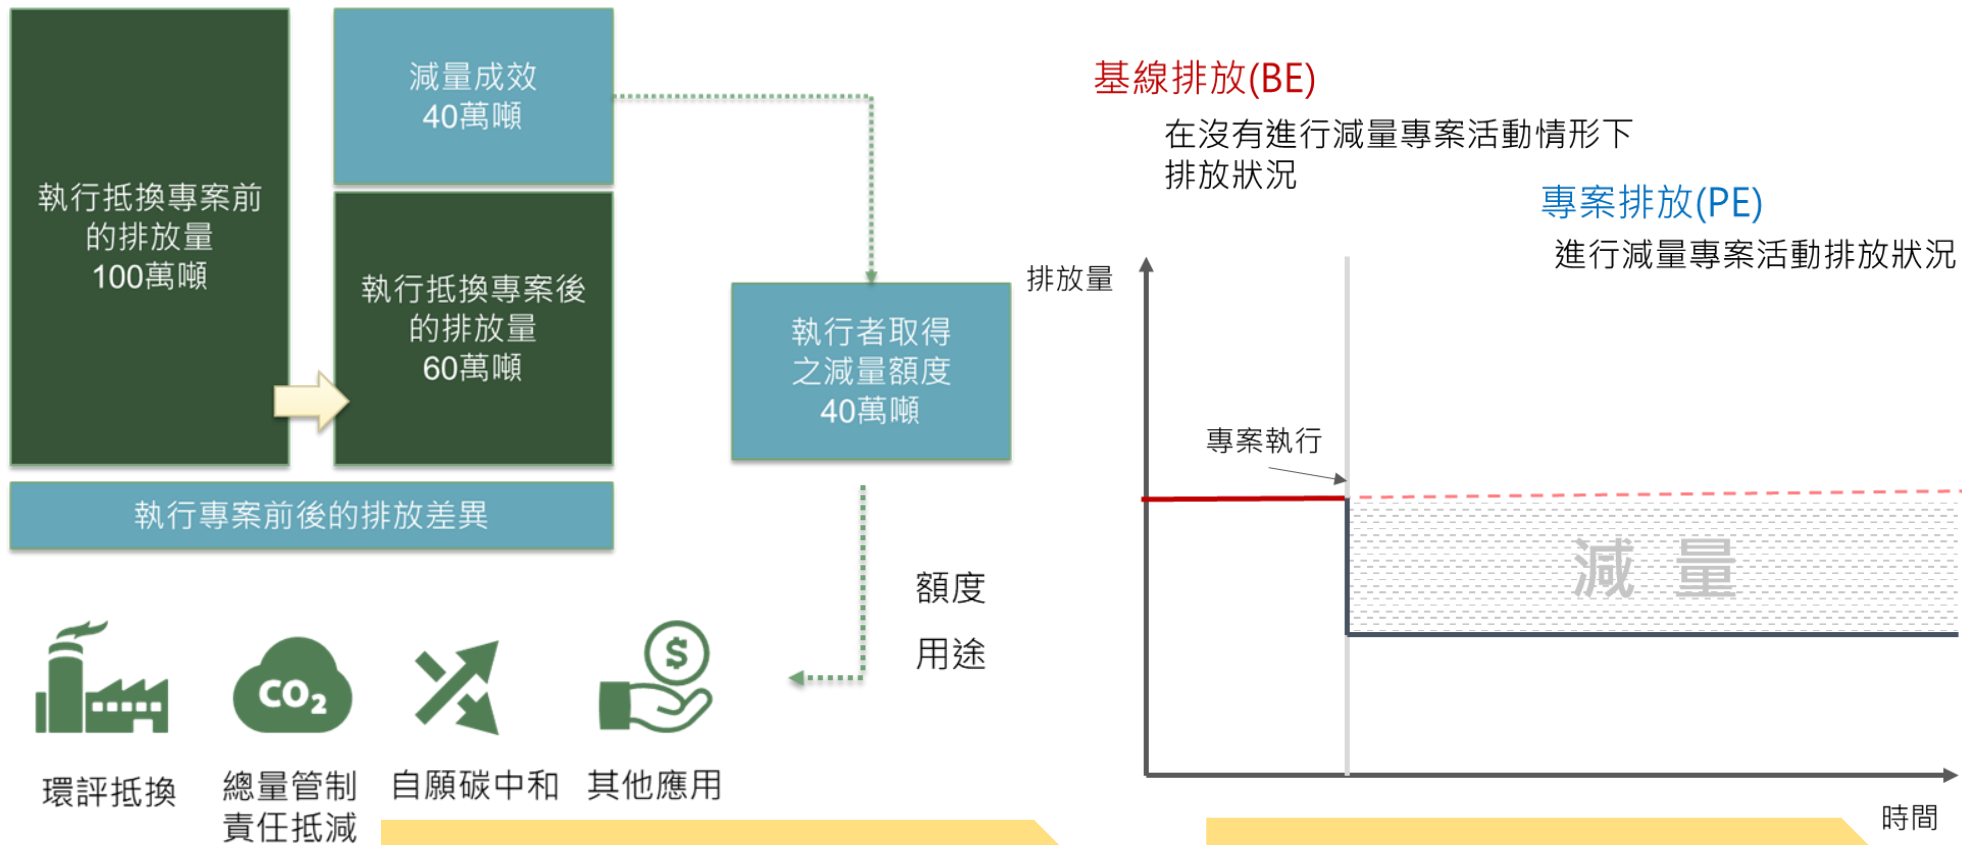 執行抵換專案前
的排放量
100萬噸
減量成效
40萬噸
執行抵換專案後
的排放量
60萬噸
執行專案前後的排放差異
執行者取得
之減量額度
40萬噸
額度
用途
$
CO₂
環評抵換
總量管制
責任抵減
自願碳中和
其他應用
基線排放(BE)
在沒有進行減量專案活動情形下
排放狀況
專案排放(PE)
進行減量專案活動排放狀況
排放量
專案執行
減量
時間